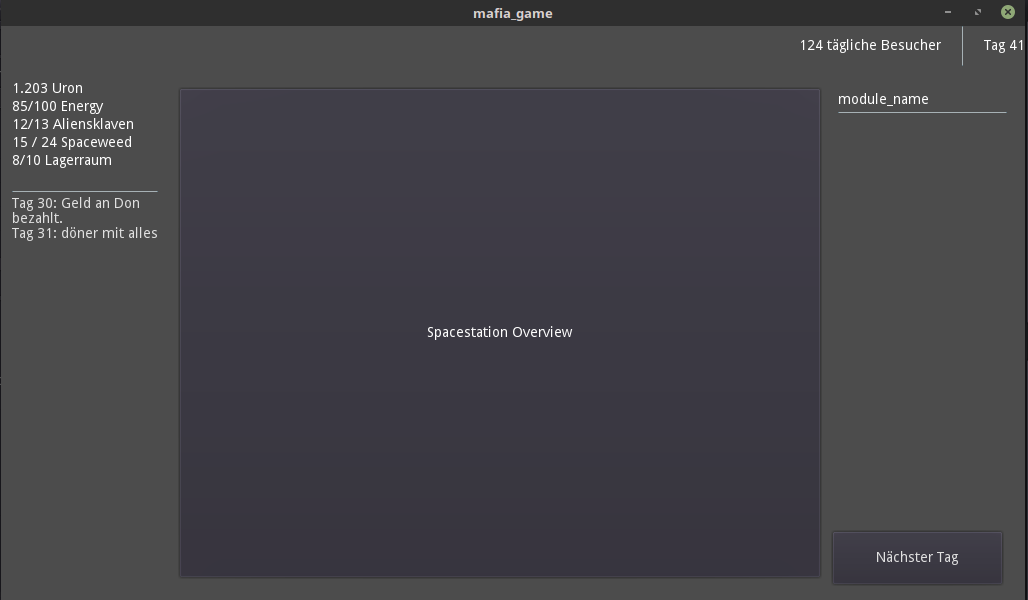 mafia_game
124 tägliche Besucher
Tag 41
1.203 Uron
85/100 Energy
12/13 Aliensklaven
15 / 24 Spaceweed
8/10 Lagerraum
Tag 30: Geld an Don
bezahlt.
Tag 31: döner mit alles
Spacestation Overview
module_name
Nächster Tag